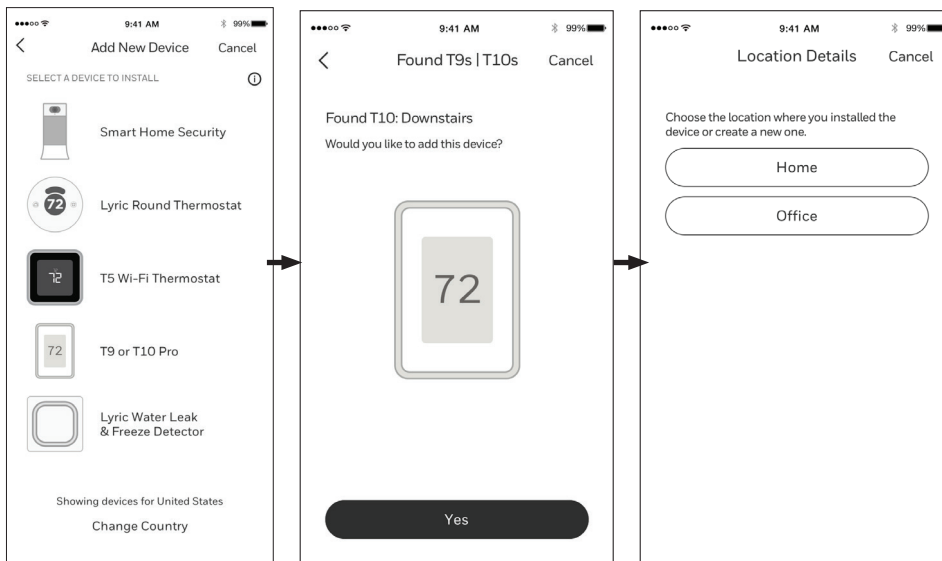 9:41 AM
99%
Add New Device
Cancel
SELECT A DEVICE TO INSTALL
Smart Home Security
72
Lyric Round Thermostat
72
T5 Wi-Fi Thermostat
72
T9 or T10 Pro
Lyric Water Leak
& Freeze Detector
Showing devices for United States
Change Country
9:41 AM
99%
Found T9s | T10s
Cancel
Found T10: Downstairs
Would you like to add this device?
72
Yes
9:41 AM
99%
Location Details
Cancel
Choose the location where you installed the
device or create a new one.
Home
Office